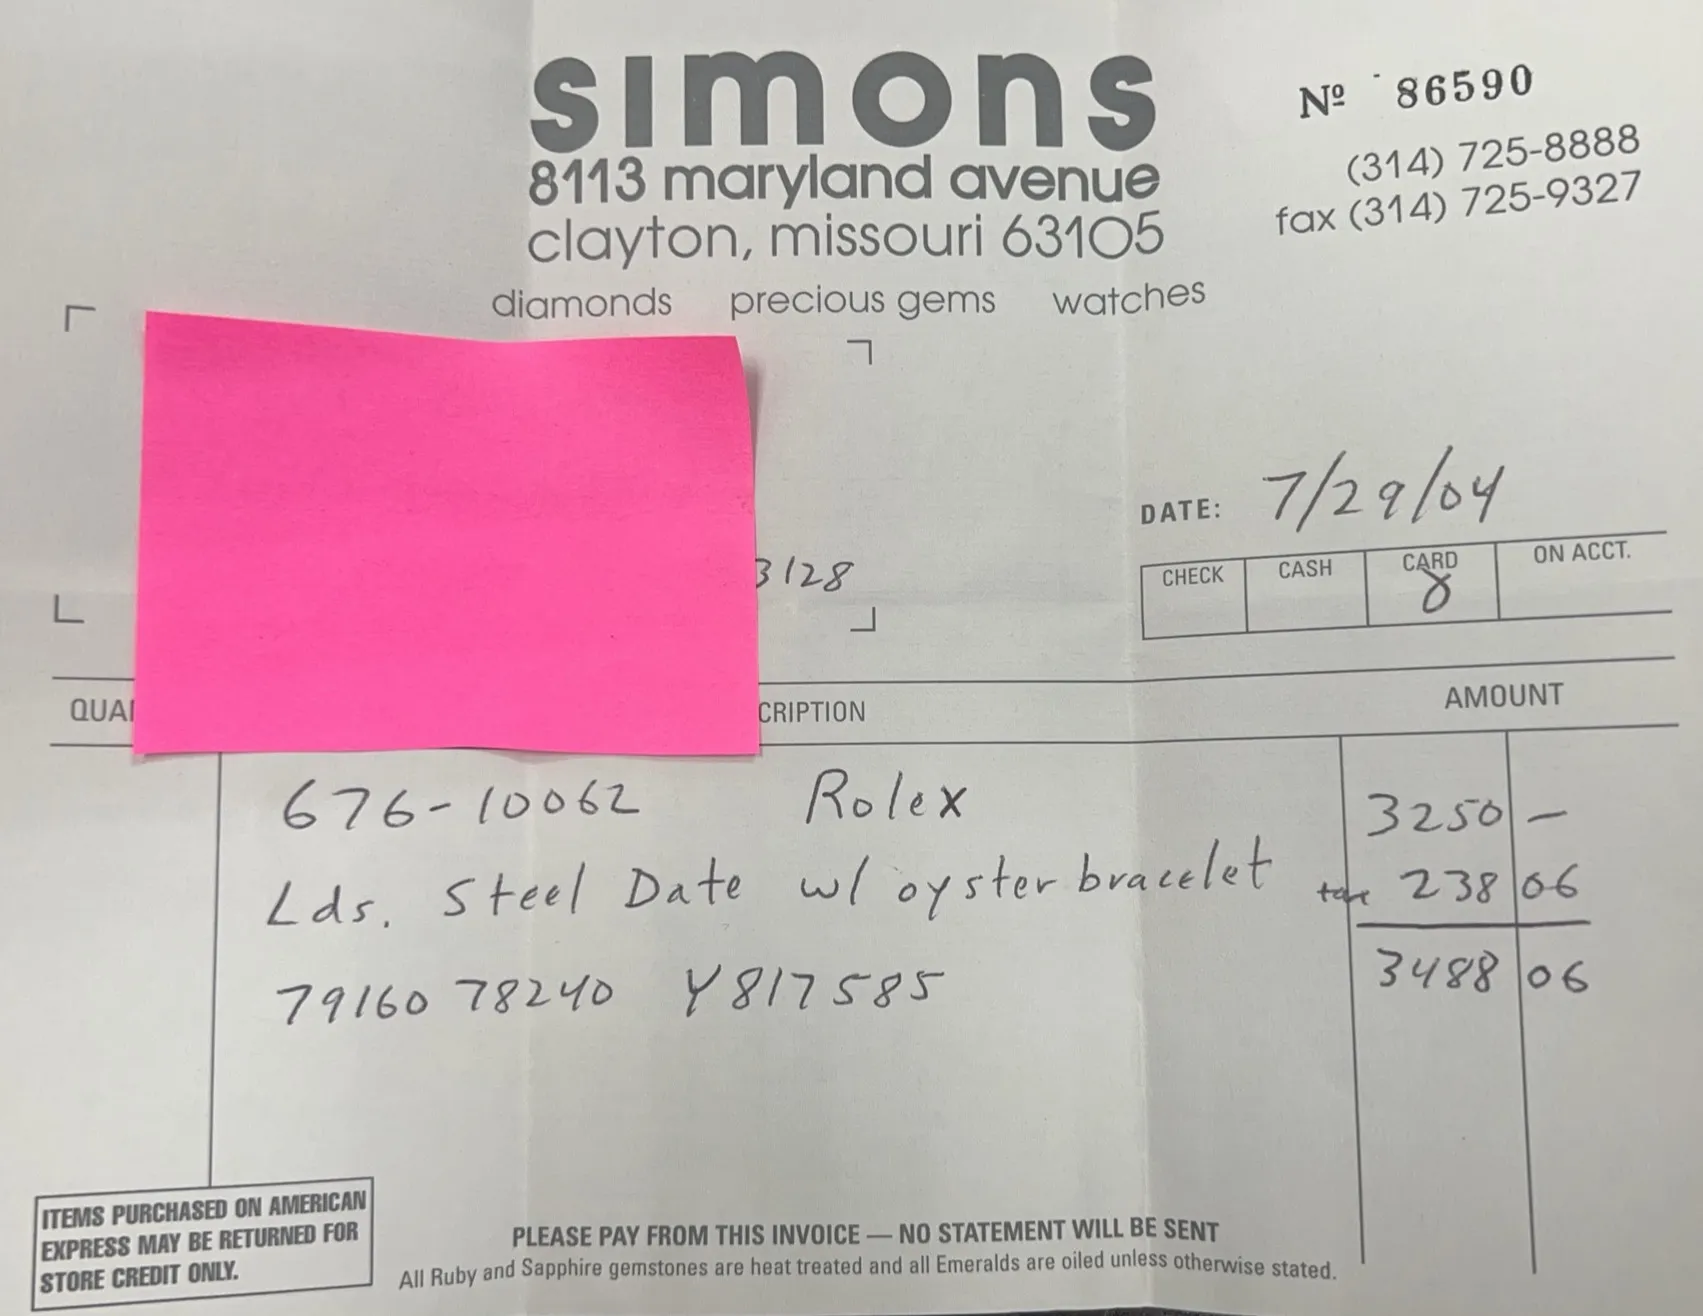 simons
8113 maryland avenue
clayton, missouri 63105
diamonds precious gems watches
Nº 86590
(314) 725-8888
fax (314) 725-9327
3128
DATE: 7/29/04
CHECK CASH CARD ON ACCT.
QUA CRIPTION AMOUNT
676-10062 Rolex 3250 —
Lds. Steel Date w/ oyster bracelet tax 238 06
3488 06
79160 78240 Y817585
ITEMS PURCHASED ON AMERICAN
EXPRESS MAY BE RETURNED FOR
STORE CREDIT ONLY.
PLEASE PAY FROM THIS INVOICE — NO STATEMENT WILL BE SENT
All Ruby and Sapphire gemstones are heat treated and all Emeralds are oiled unless otherwise stated.